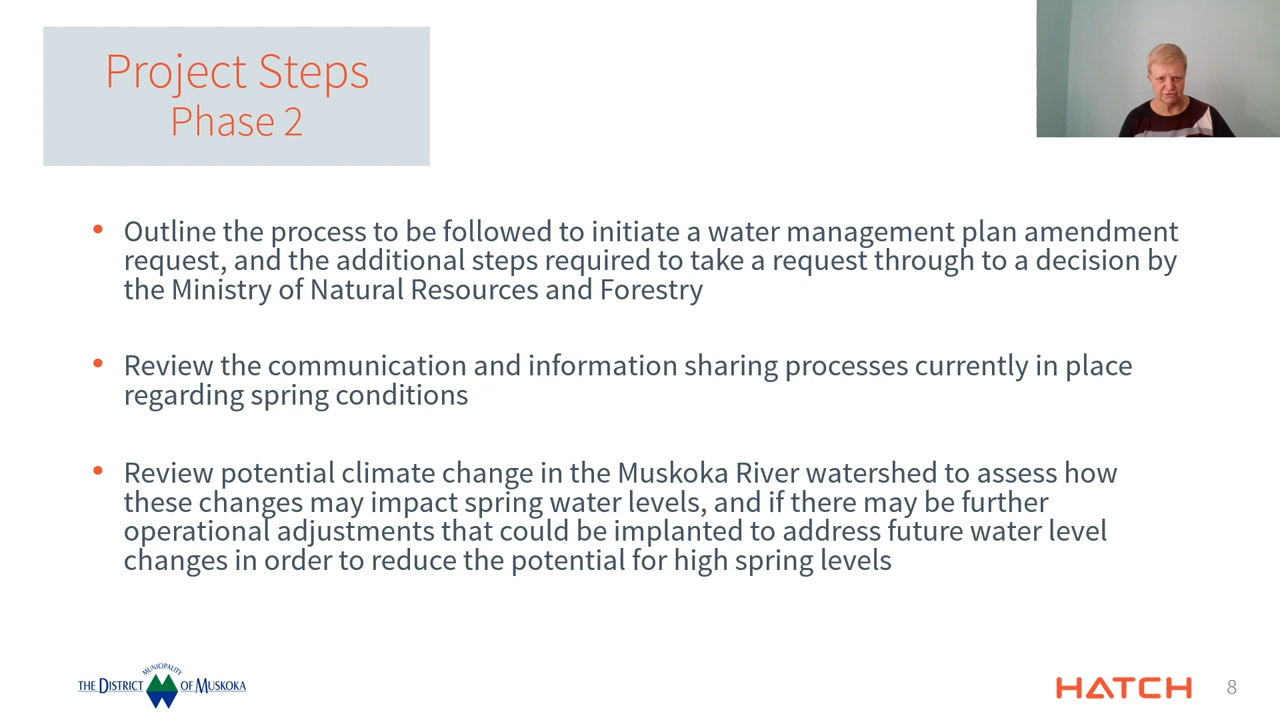 Project Steps
Phase 2
• Outline the process to be followed to initiate a water management plan amendment
request, and the additional steps required to take a request through to a decision by
the Ministry of Natural Resources and Forestry
• Review the communication and information sharing processes currently in place
regarding spring conditions
• Review potential climate change in the Muskoka River watershed to assess how
these changes may impact spring water levels, and if there may be further
operational adjustments that could be implanted to address future water level
changes in order to reduce the potential for high spring levels
MUNICIPALITY
THE DISTRICT OF MUSKOKA
HATCH
8